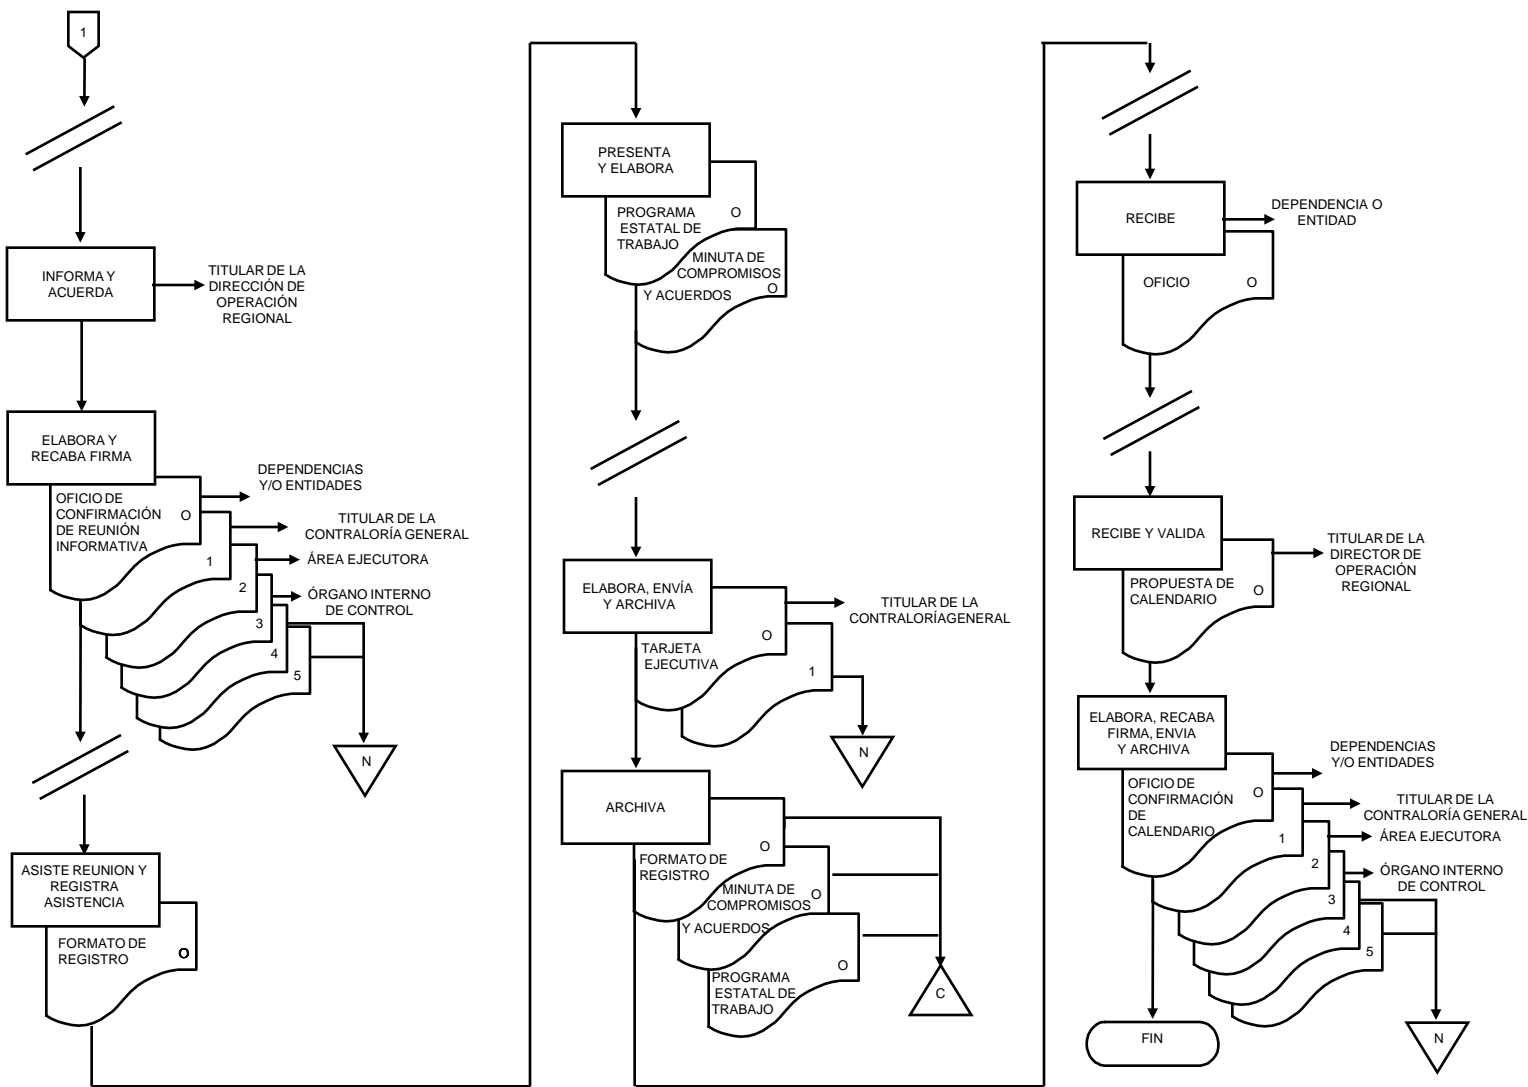 1
INFORMA Y
ACUERDA
TITULAR DE LA
DIRECCIÓN DE
OPERACIÓN
REGIONAL
ELABORA Y
RECABA FIRMA
OFICIO DE
CONFIRMACIÓN
DE REUNIÓN
INFORMATIVA
O
DEPENDENCIAS
Y/O ENTIDADES
1
TITULAR DE LA
CONTRALORÍA GENERAL
2
ÁREA EJECUTORA
3
ÓRGANO INTERNO
DE CONTROL
4
5
N
ASISTE REUNION Y
REGISTRA
ASISTENCIA
FORMATO DE
REGISTRO
O
PRESENTA
Y ELABORA
PROGRAMA
ESTATAL DE
TRABAJO
O
MINUTA DE
COMPROMISOS
Y ACUERDOS
O
ELABORA, ENVÍA
Y ARCHIVA
TARJETA
EJECUTIVA
O
TITULAR DE LA
CONTRALORÍAGENERAL
1
N
ARCHIVA
FORMATO DE
REGISTRO
O
MINUTA DE
COMPROMISOS
Y ACUERDOS
O
PROGRAMA
ESTATAL DE
TRABAJO
O
C
RECIBE
DEPENDENCIA O
ENTIDAD
OFICIO
O
RECIBE Y VALIDA
PROPUESTA DE
CALENDARIO
O
TITULAR DE LA
DIRECTOR DE
OPERACIÓN
REGIONAL
ELABORA, RECABA
FIRMA, ENVIA
Y ARCHIVA
OFICIO DE
CONFIRMACIÓN
DE
CALENDARIO
O
DEPENDENCIAS
Y/O ENTIDADES
1
TITULAR DE LA
CONTRALORÍA GENERAL
2
ÁREA EJECUTORA
3
ÓRGANO INTERNO
DE CONTROL
4
5
N
FIN